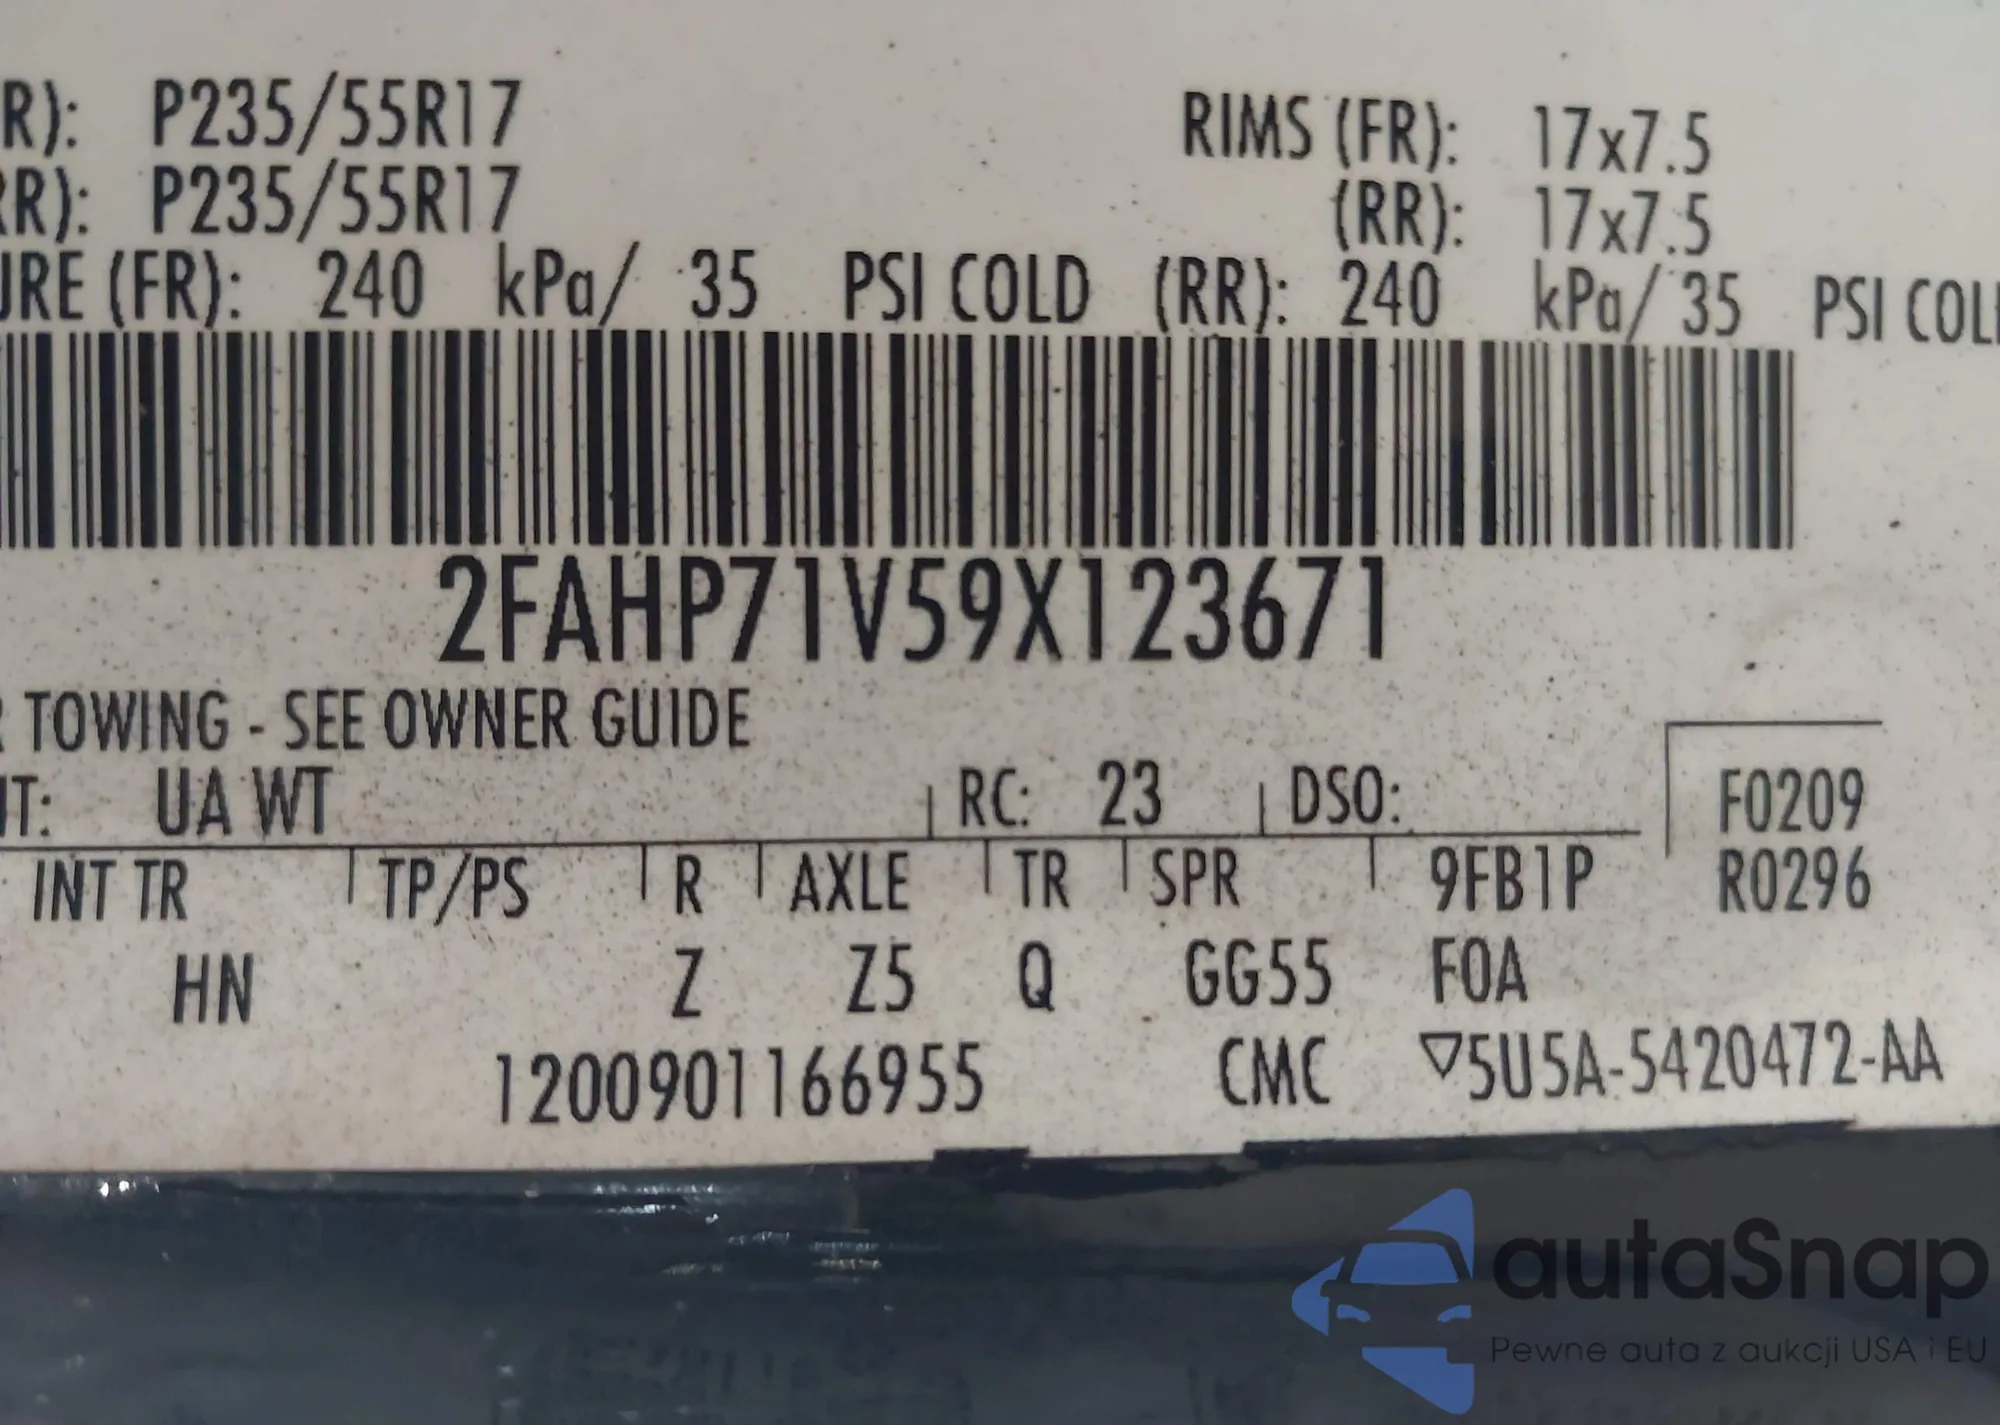 R): P235/55R17 RIMS (FR): 17x7.5
RR): P235/55R17 (RR): 17x7.5
URE (FR): 240 kPa/ 35 PSI COLD (RR): 240 kPa/ 35 PSI COL
2FAHP71V59X123671
R TOWING - SEE OWNER GUIDE
NT: UA WT RC: 23 DSO: F0209
INT TR TP/PS R AXLE TR SPR 9FB1P R0296
HN Z Z5 Q GG55 F0A
1200901166955 CMC ▽5U5A-5420472-AA
autaSnap
Pewne auta z aukcji USA i EU